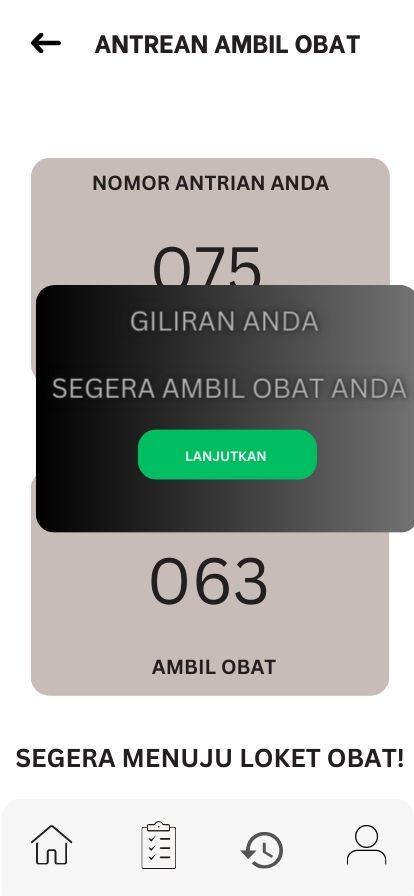 ANTREAN AMBIL OBAT
NOMOR ANTRIAN ANDA
075
GILIRAN ANDA
SEGERA AMBIL OBAT ANDA
LANJUTKAN
063
AMBIL OBAT
SEGERA MENUJU LOKET OBAT!